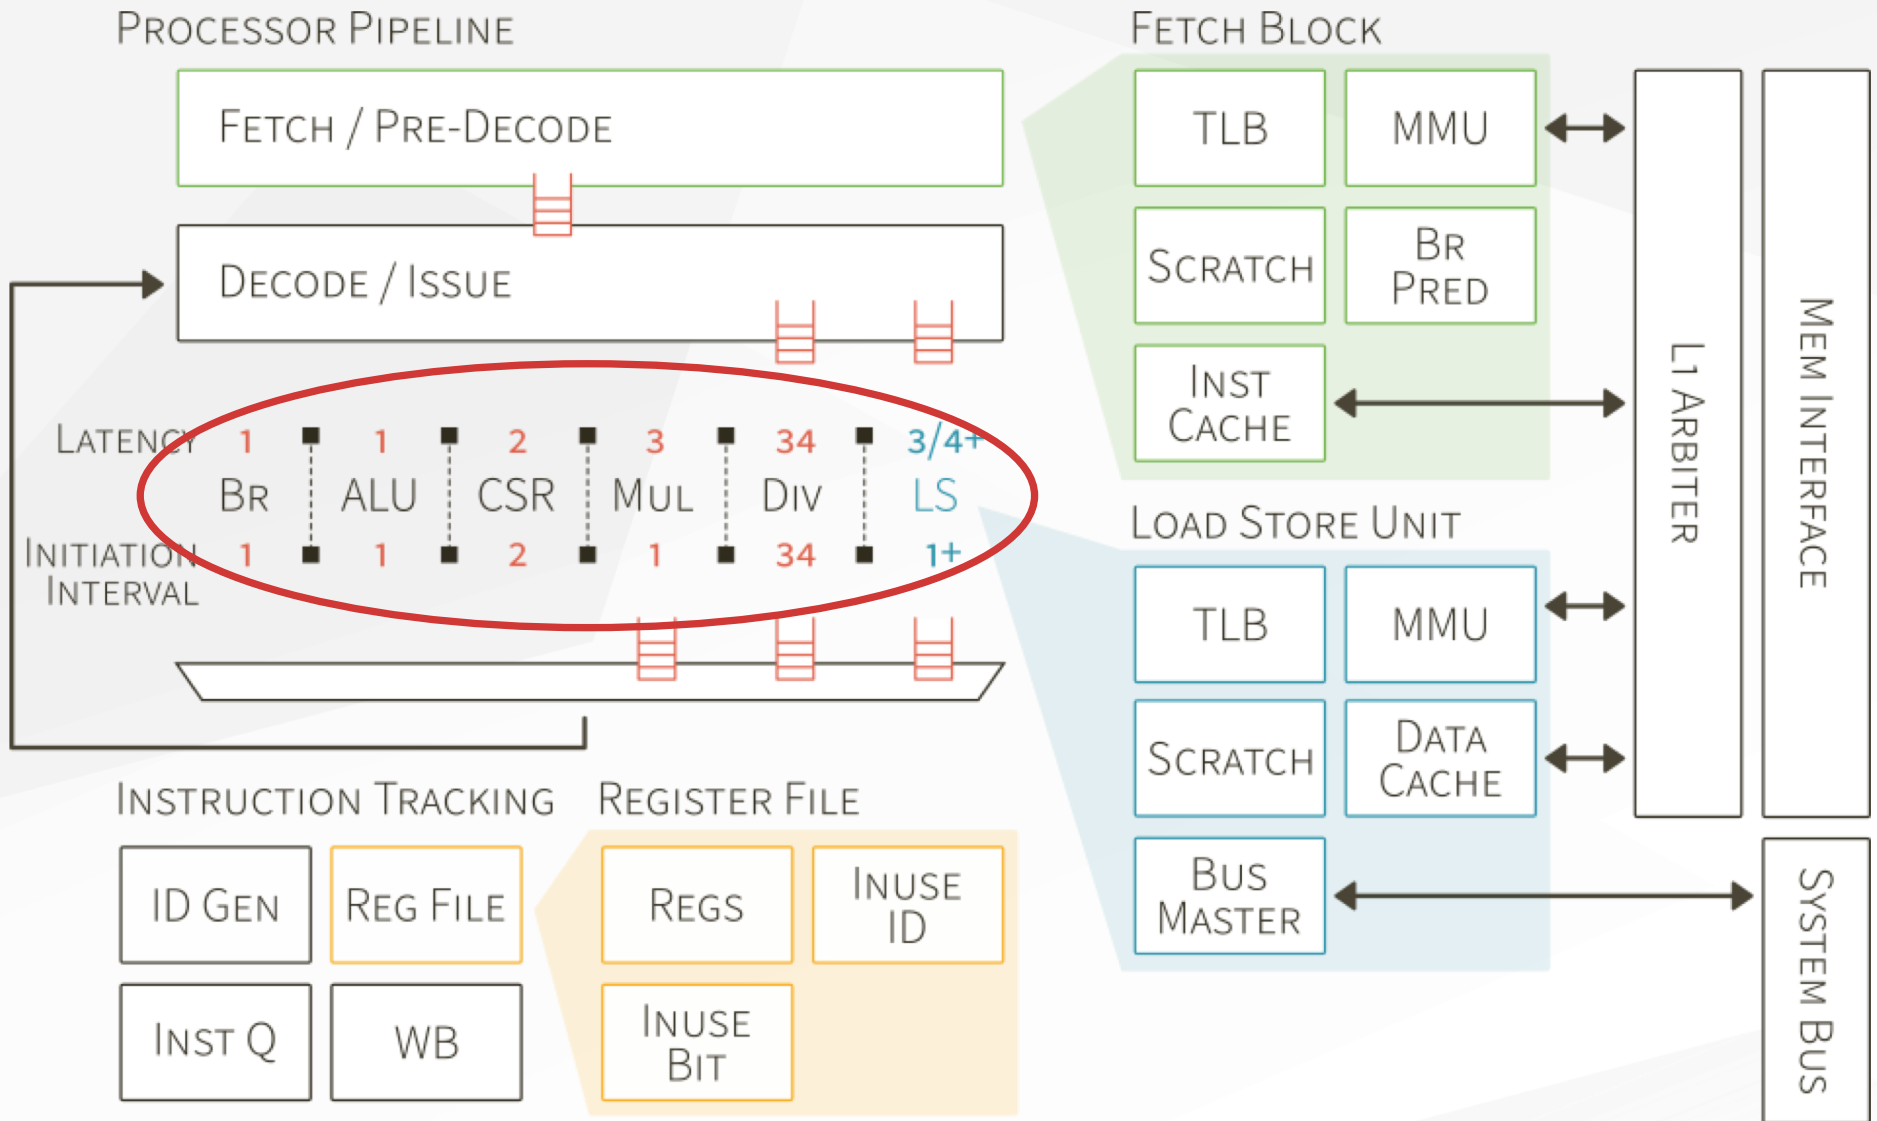 PROCESSOR PIPELINE
FETCH / PRE-DECODE
DECODE / ISSUE
LATENCY 1 1 2 3 34 3/4+
BR ALU CSR MUL DIV LS
INITIATION
INTERVAL
1 1 2 1 34 1+
INSTRUCTION TRACKING
ID GEN
REG FILE
INST Q
WB
REGISTER FILE
REGS
INUSE
ID
INUSE
BIT
FETCH BLOCK
TLB
MMU
SCRATCH
BR
PRED
INST
CACHE
LOAD STORE UNIT
TLB
MMU
SCRATCH
DATA
CACHE
BUS
MASTER
L1 ARBITER
MEM INTERFACE
SYSTEM BUS